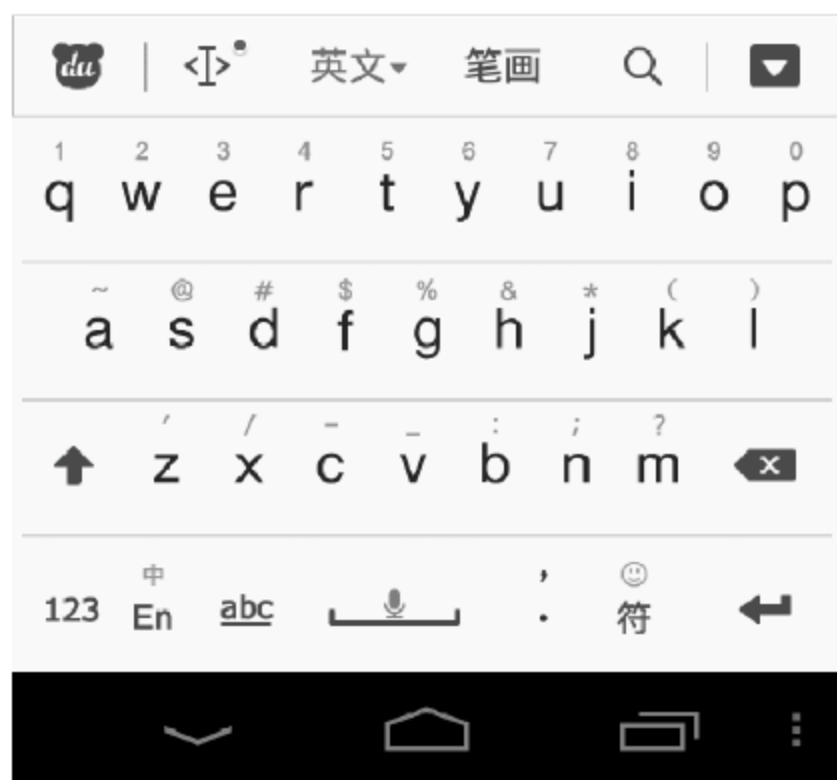 du 英文 笔画
1 2 3 4 5 6 7 8 9 0
q w e r t y u i o p
~ @ # $ % & * ( )
a s d f g h j k l
' / - _ : ; ?
z x c v b n m
中 ,
123 En abc . 符